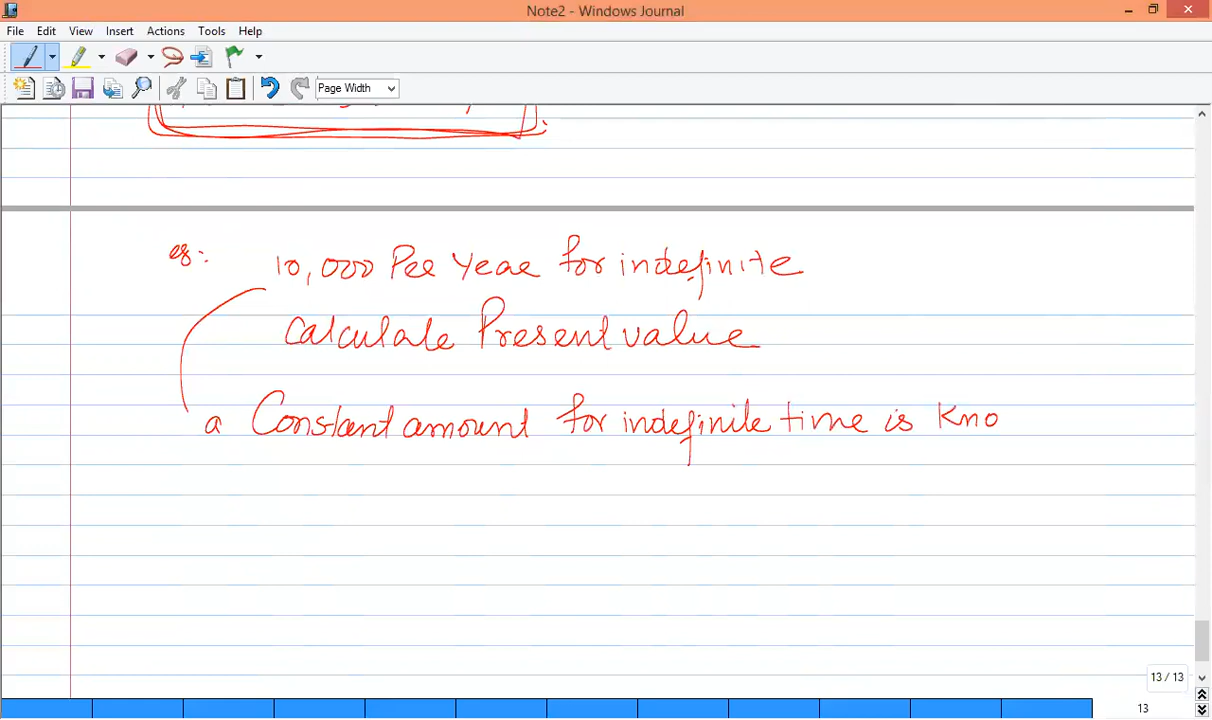 Note2 - Windows Journal
File Edit View Insert Actions Tools Help
Page Width
eg: 10,000 Per Year for indefinite
Calculate Present value
a Constant amount for indefinite time is Kno
13 / 13
13